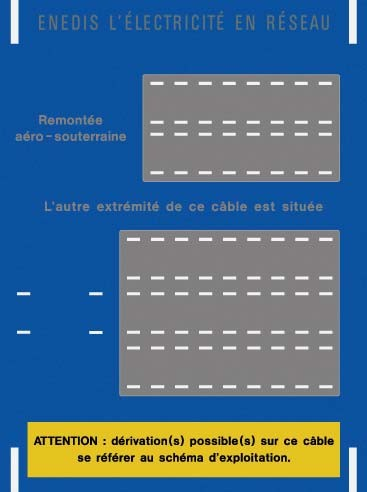 ENEDIS L'ÉLECTRICITÉ EN RÉSEAU
Remontée
aéro-souterraine
L'autre extrémité de ce câble est située
ATTENTION : dérivation(s) possible(s) sur ce câble
se référer au schéma d'exploitation.